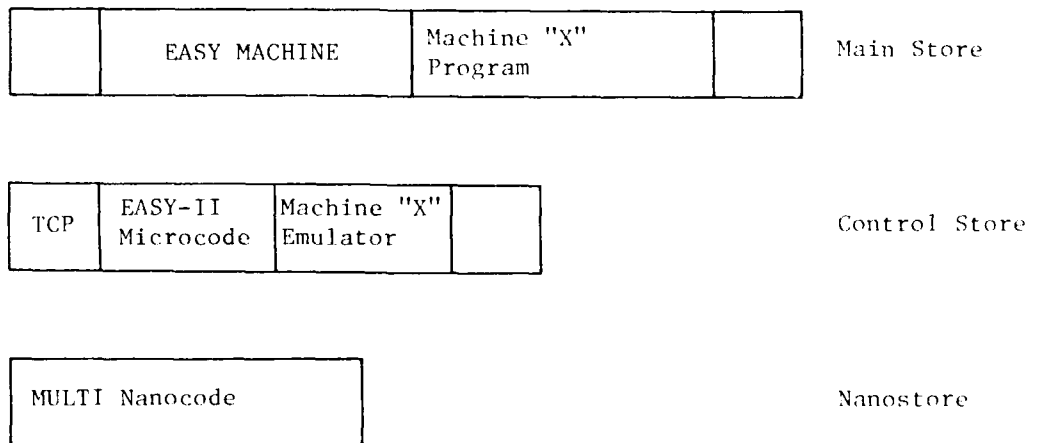 EASY MACHINE
Machine "X"
Program
Main Store
TCP
EASY-II
Microcode
Machine "X"
Emulator
Control Store
MULTI Nanocode
Nanostore